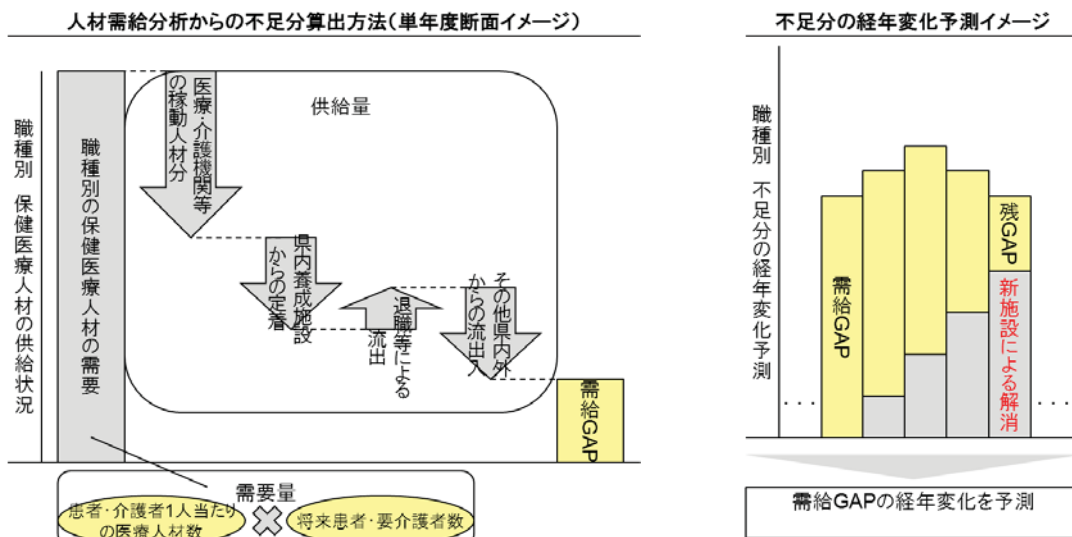 人材需給分析からの不足分算出方法(単年度断面イメージ)
職種別　保健医療人材の供給状況
職種別の保健医療人材の需要
供給量
医療・介護機関等
の稼動人材分
県内養成施設
からの定着
退職等による
流出
その他県内外
からの流出入
需給GAP
需要量
患者・介護者1人当たり
の医療人材数
将来患者・要介護者数
不足分の経年変化予測イメージ
職種別　不足分の経年変化予測
・・・
需給GAP
残GAP
新施設による解消
・・・
需給GAPの経年変化を予測